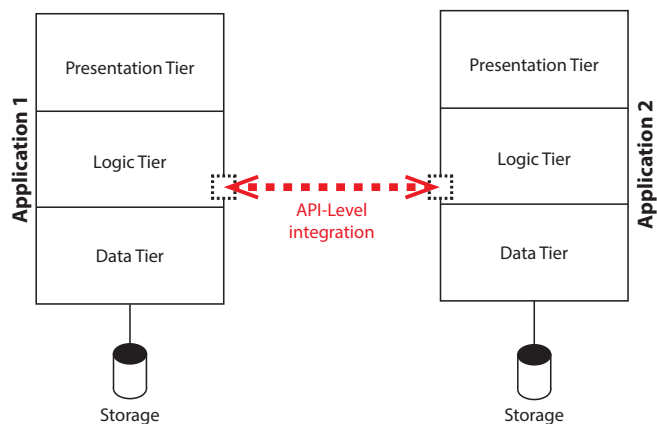 Application 1
Presentation Tier
Logic Tier
Data Tier
Storage
API-Level
integration
Application 2
Presentation Tier
Logic Tier
Data Tier
Storage